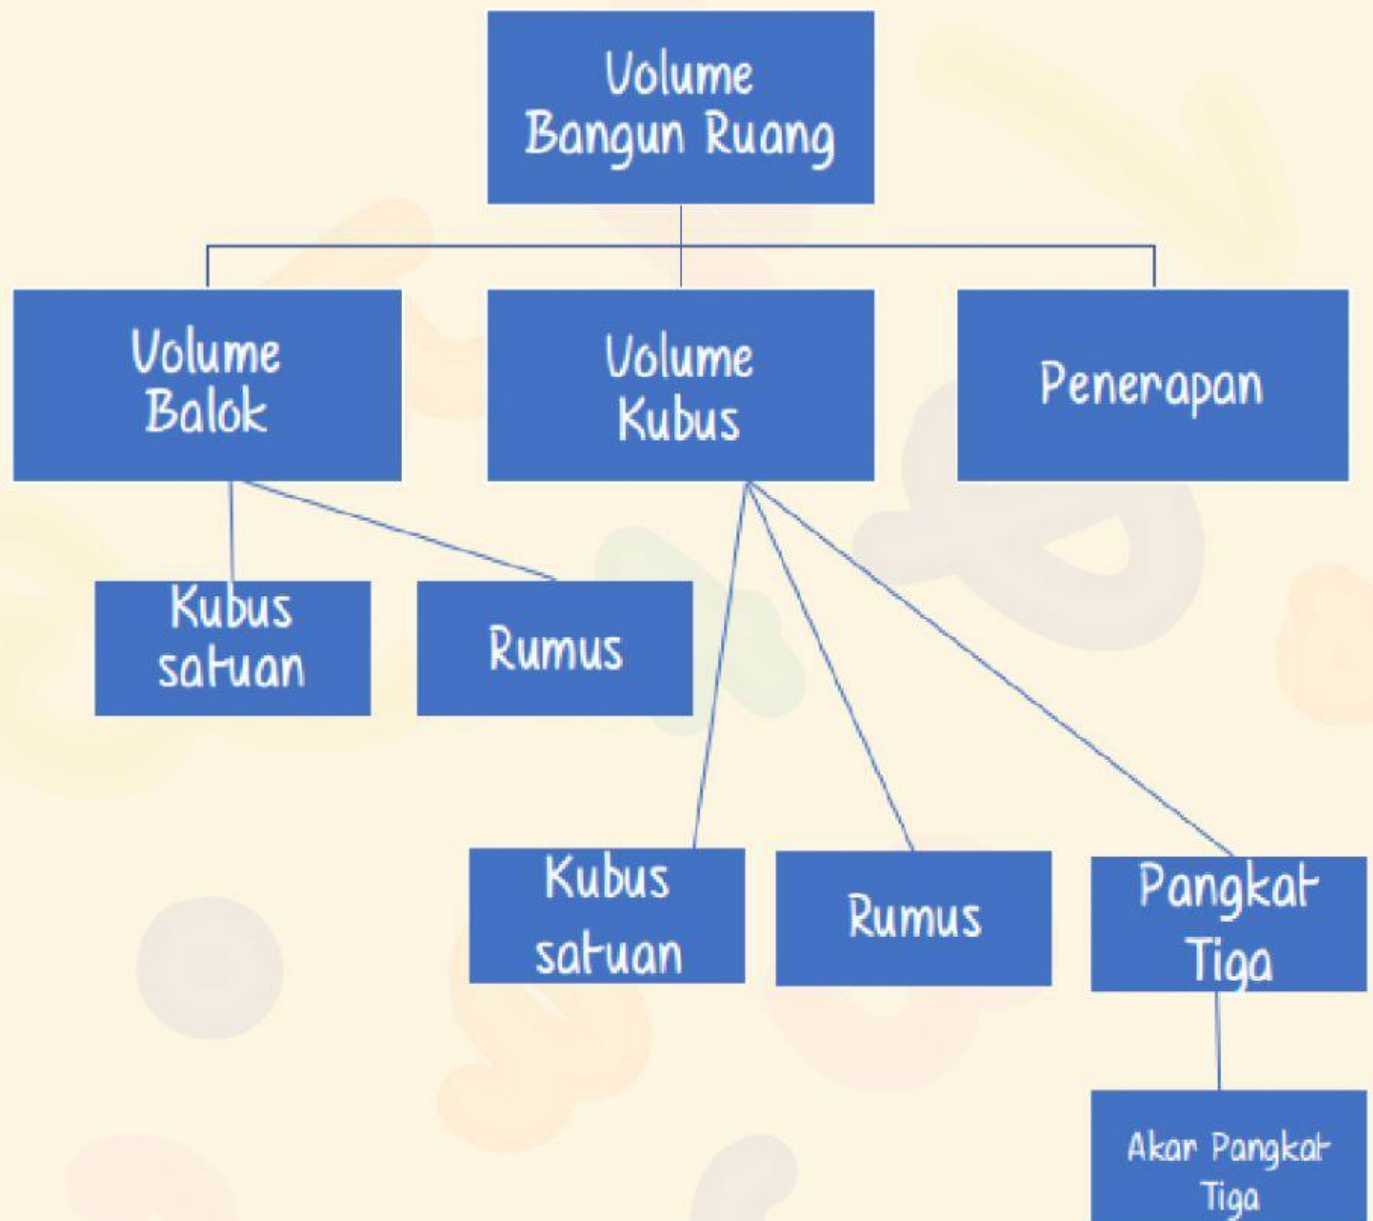 Volume
Bangun Ruang
Volume
Balok
Volume
Kubus
Penerapan
Kubus
satuan
Rumus
Kubus
satuan
Rumus
Pangkat
Tiga
Akar Pangkat
Tiga